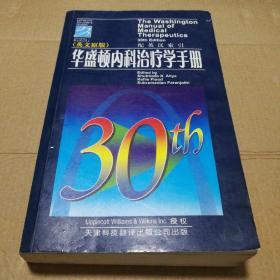 The Washington
Manual of
Medical
Therapeutics
30th Edition
(英文原版)
配英汉索引
华盛顿内科治疗学手册
Edited by
Shubhada N. Ahya
Kellie Flood
Subramanian Paranjothi
30th
Lippincott Williams & Wilkins Inc. 授权
天津科技翻译出版公司出版